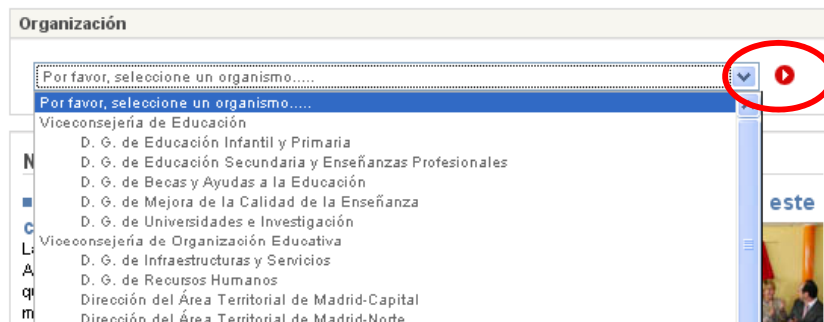 Organización
Por favor, seleccione un organismo.....
Por favor, seleccione un organismo.....
Viceconsejería de Educación
D. G. de Educación Infantil y Primaria
D. G. de Educación Secundaria y Enseñanzas Profesionales
D. G. de Becas y Ayudas a la Educación
D. G. de Mejora de la Calidad de la Enseñanza
D. G. de Universidades e Investigación
Viceconsejería de Organización Educativa
D. G. de Infraestructuras y Servicios
D. G. de Recursos Humanos
Dirección del Área Territorial de Madrid-Capital
Dirección del Área Territorial de Madrid-Norte
este